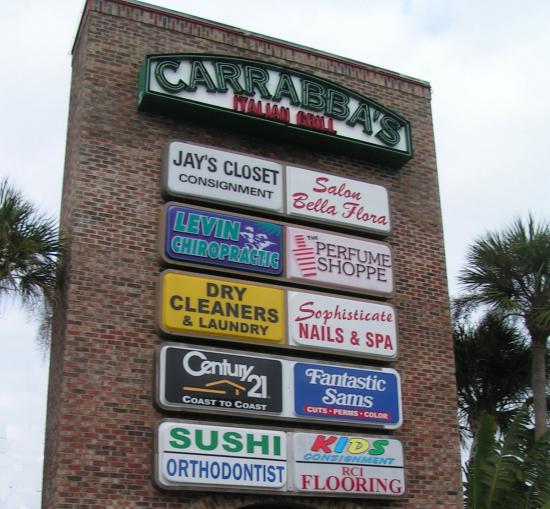 CARRABBA'S
ITALIAN GRILL
JAY'S CLOSET
CONSIGNMENT
Salon
Bella Flora
LEVIN
CHIROPRACTIC
THE
PERFUME
SHOPPE
DRY
CLEANERS
& LAUNDRY
Sophisticate
NAILS & SPA
Century
21
COAST TO COAST
Fantastic
Sams
CUTS - PERMS - COLOR
SUSHI
ORTHODONTIST
KIDS
CONSIGNMENT
RCI
FLOORING